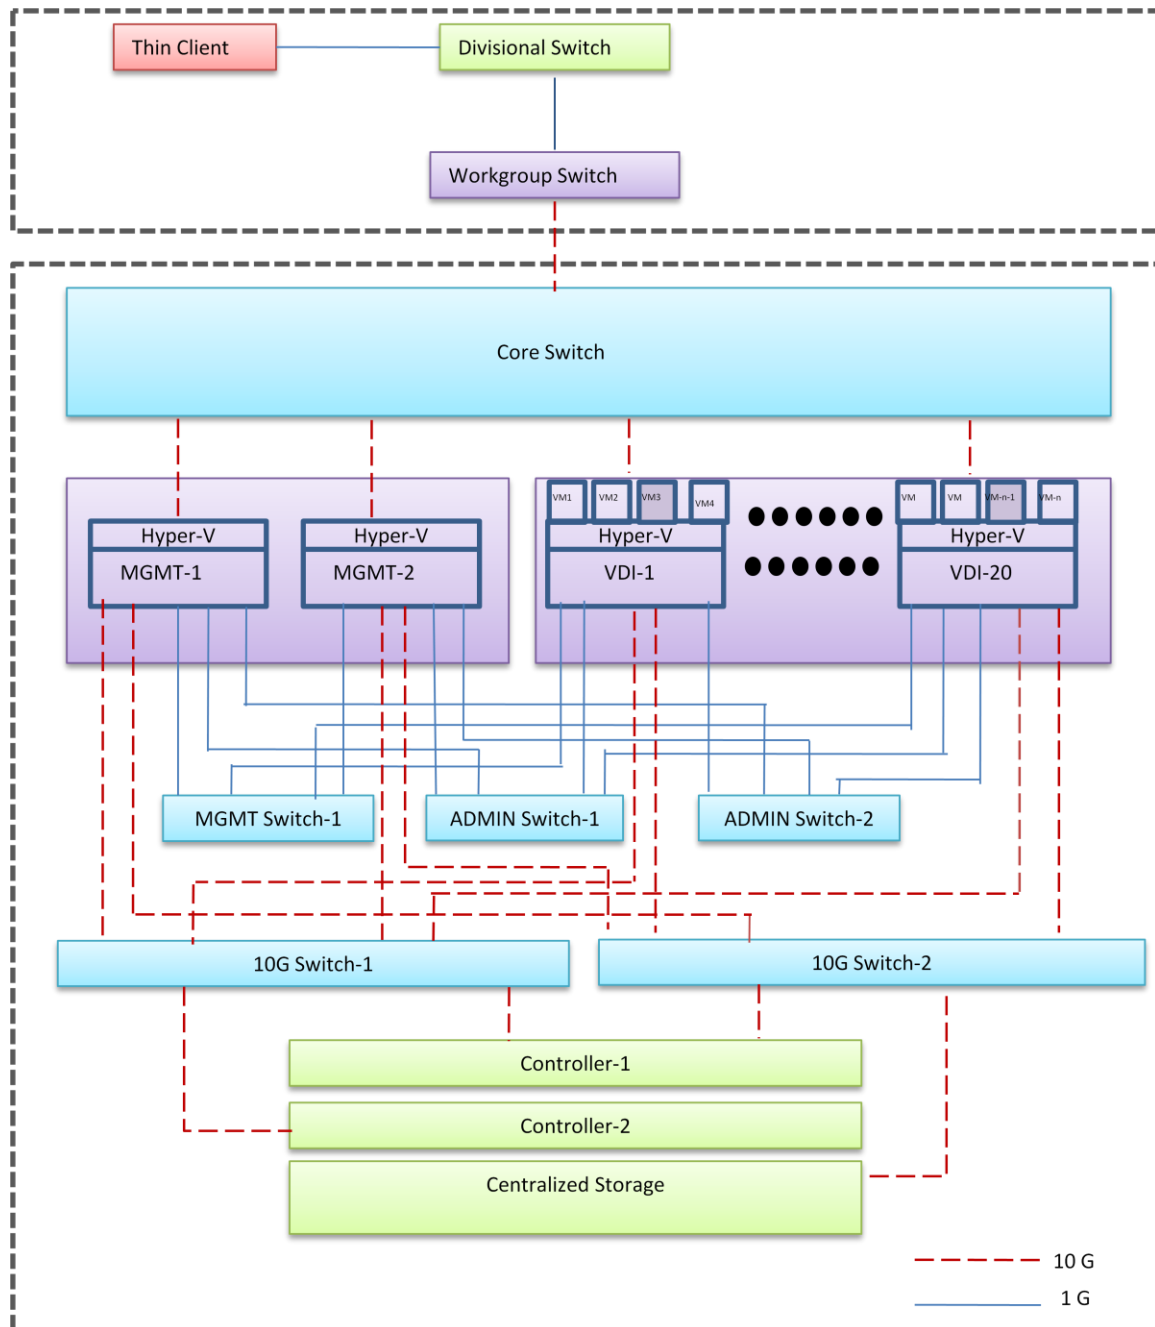 Thin Client
Divisional Switch
Workgroup Switch
Core Switch
VM1
VM2
VM3
VM4
VM
VM
VM-n-1
VM-n
Hyper-V
Hyper-V
Hyper-V
Hyper-V
MGMT-1
MGMT-2
VDI-1
VDI-20
MGMT Switch-1
ADMIN Switch-1
ADMIN Switch-2
10G Switch-1
10G Switch-2
Controller-1
Controller-2
Centralized Storage
10 G
1 G